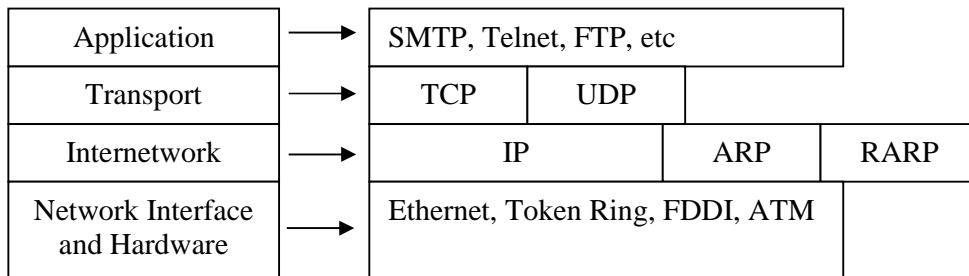 Application
SMTP, Telnet, FTP, etc
Transport
TCP
UDP
Internetwork
IP
ARP
RARP
Network Interface
and Hardware
Ethernet, Token Ring, FDDI, ATM